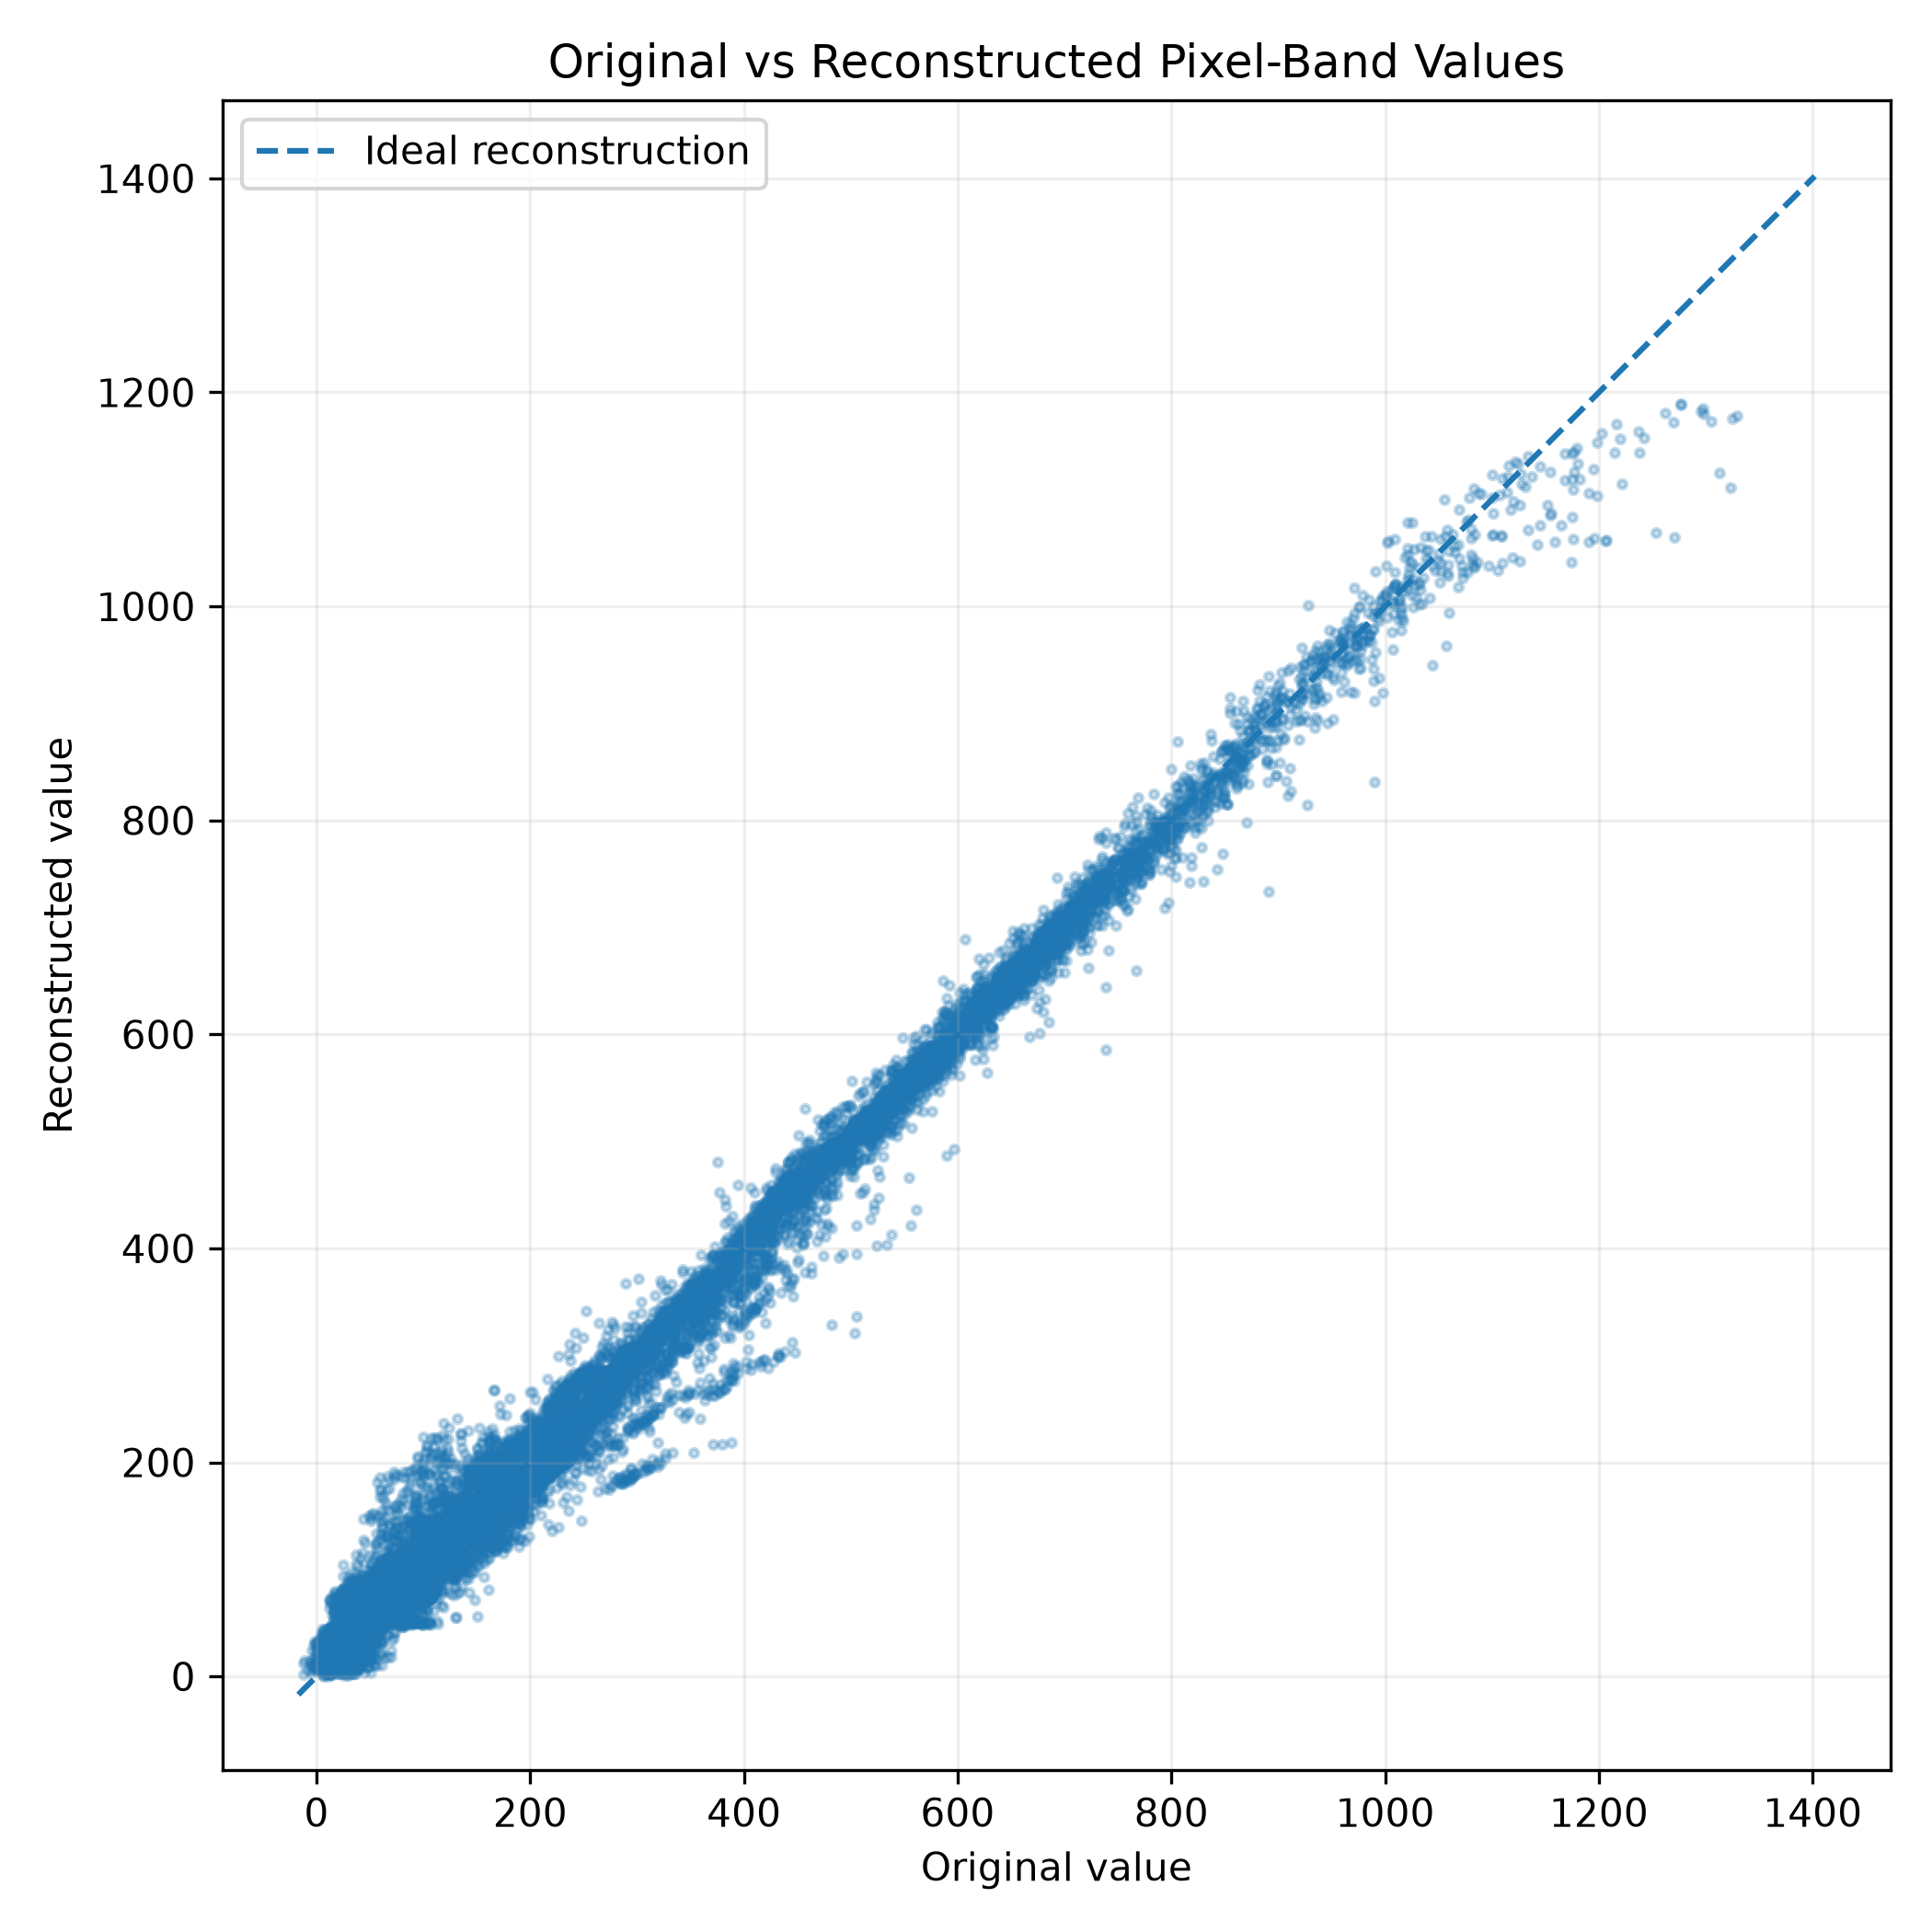 Original vs Reconstructed Pixel-Band Values
Ideal reconstruction
1400
1200
1000
800
600
400
200
0
Reconstructed value
0 200 400 600 800 1000 1200 1400
Original value